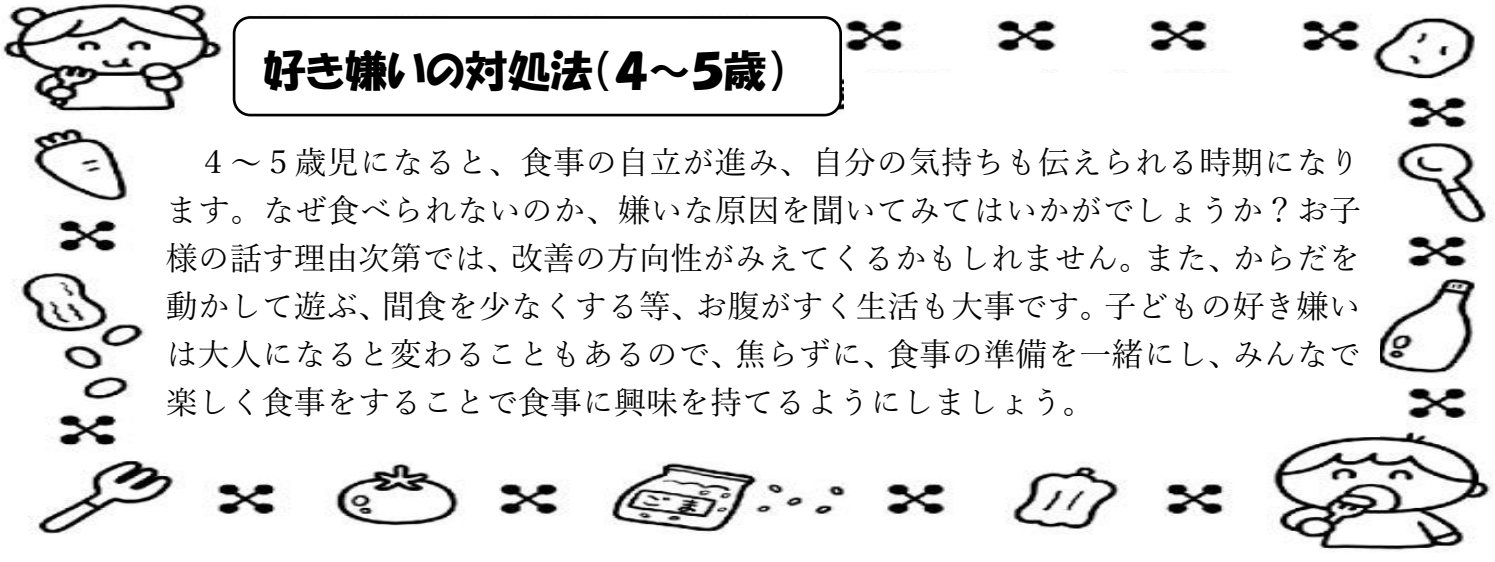 好き嫌いの対処法(4~5歳)
4~5歳児になると、食事の自立が進み、自分の気持ちも伝えられる時期になり
ます。なぜ食べられないのか、嫌いな原因を聞いてみてはいかがでしょうか?お子
様の話す理由次第では、改善の方向性がみえてくるかもしれません。また、からだを
動かして遊ぶ、間食を少なくする等、お腹がすく生活も大事です。子どもの好き嫌い
は大人になると変わることもあるので、焦らずに、食事の準備を一緒にし、みんなで
楽しく食事をすることで食事に興味を持てるようにしましょう。
ごま